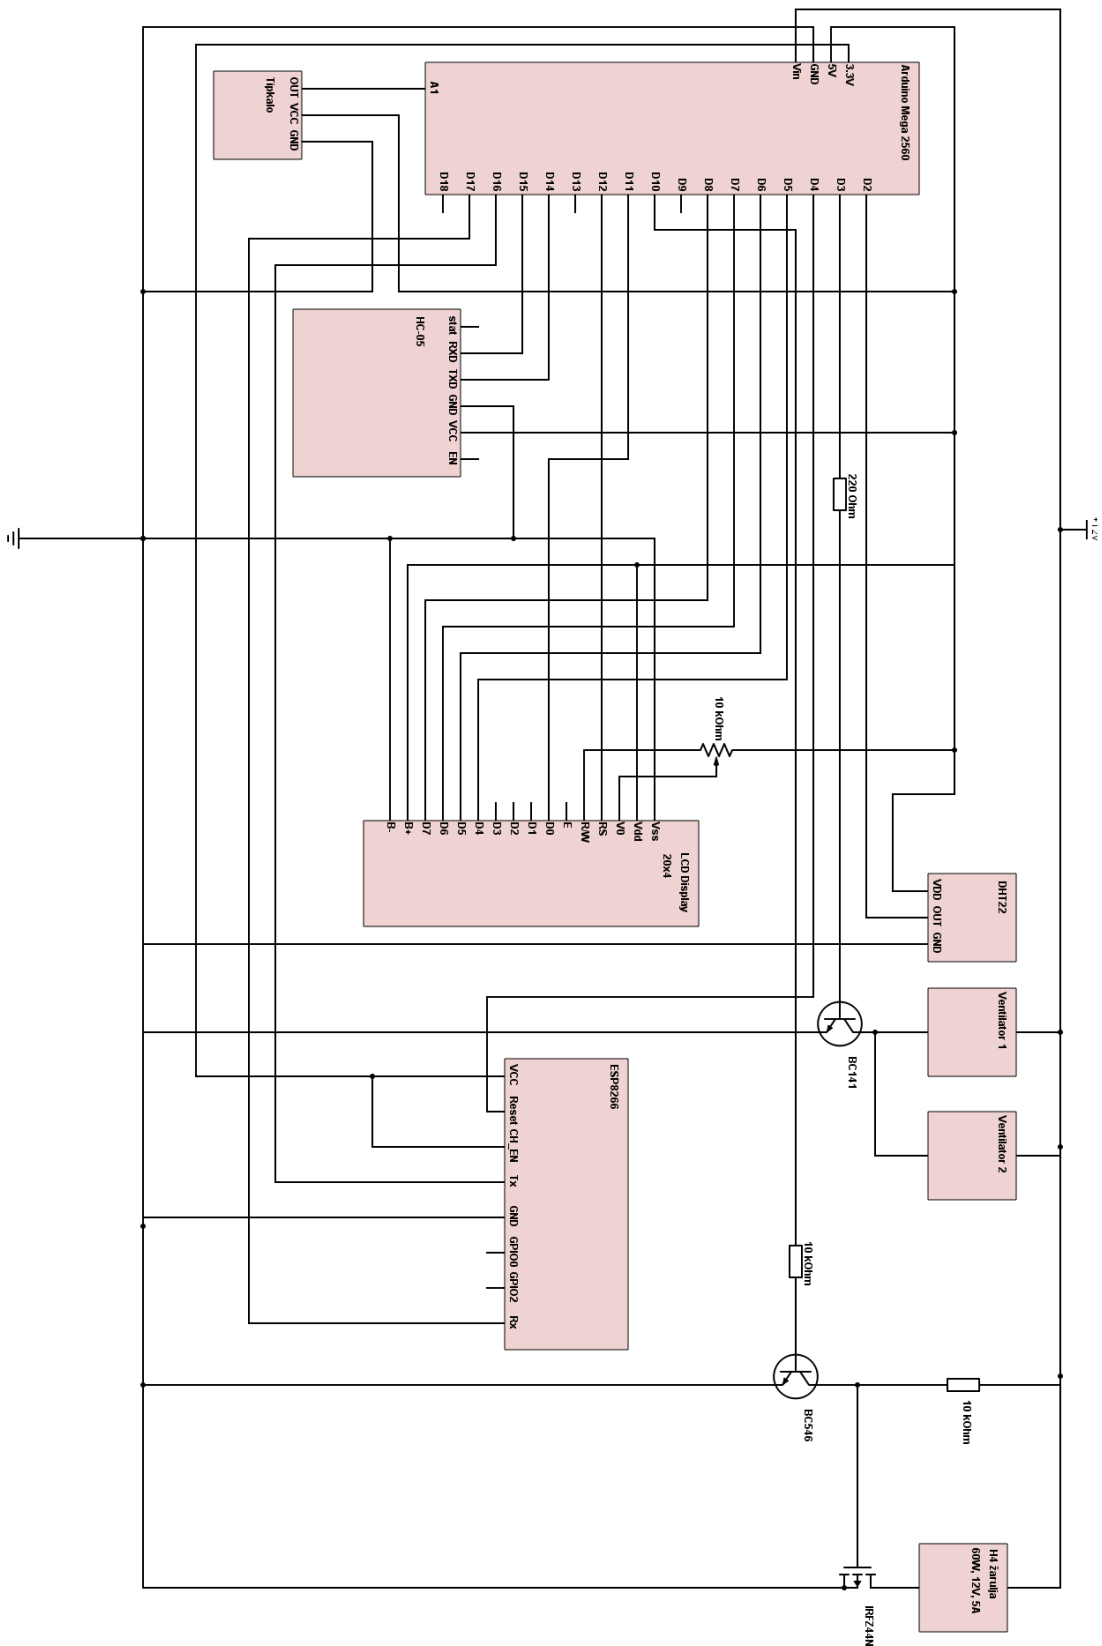 Arduino Mega 2560
Vin
GND
5V
3.3V
A1
D18
D17
D16
D15
D14
D13
D12
D11
D10
D9
D8
D7
D6
D5
D4
D3
D2
Tipkalo
OUT VCC GND
HC-05
stat RXD TXD GND VCC EN
220 Ohm
+12V
10 kOhm
LCD Display
20x4
B-
B+
D7
D6
D5
D4
D3
D2
D1
D0
E
R/W
RS
V0
Vdd
Vss
DHT22
VDD OUT GND
Ventilator 1
Ventilator 2
BC141
ESP8266
VCC Reset CH_EN Tx GND GPIO0 GPIO2 Rx
10 kOhm
BC546
10 kOhm
H4 žarulja
60W, 12V, 5A
IRFZ44N